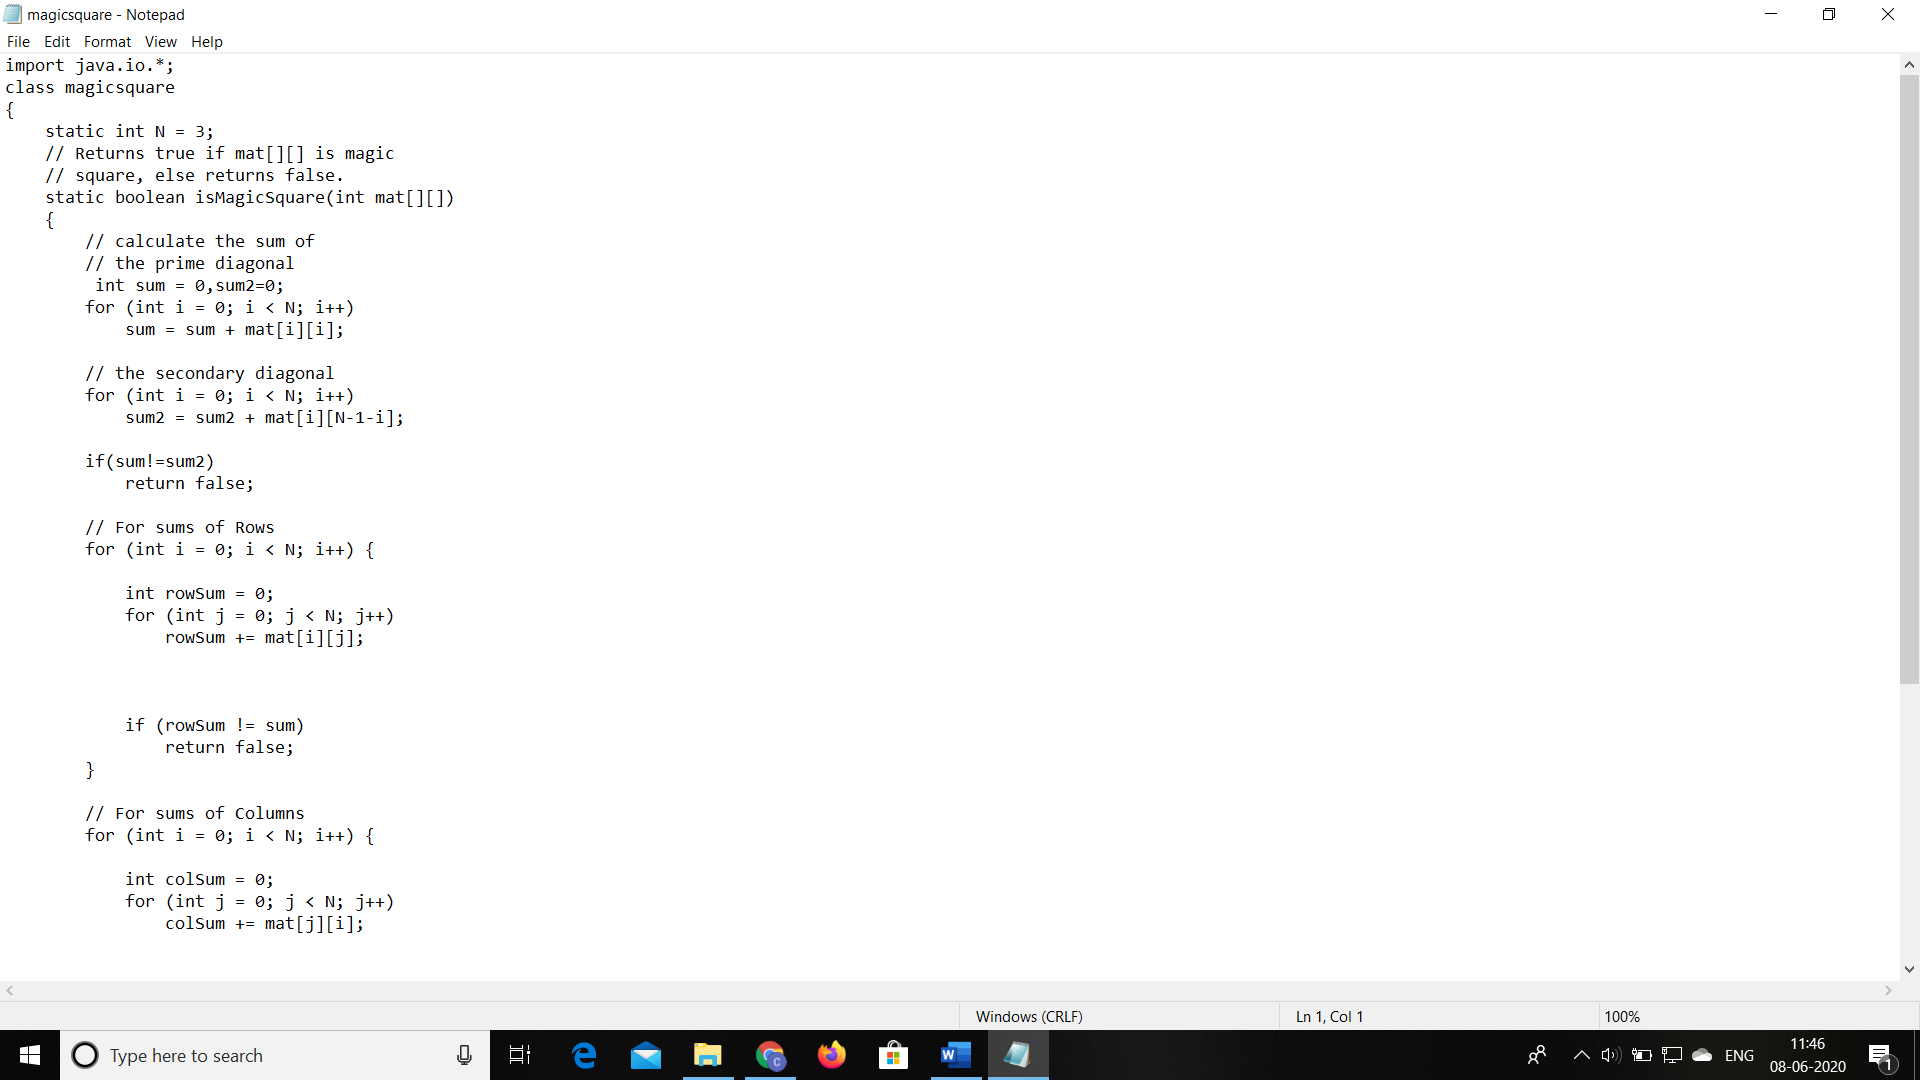 magicsquare - Notepad
File Edit Format View Help
import java.io.*;
class magicsquare
{
    static int N = 3;
    // Returns true if mat[][] is magic
    // square, else returns false.
    static boolean isMagicSquare(int mat[][])
    {
        // calculate the sum of
        // the prime diagonal
         int sum = 0,sum2=0;
        for (int i = 0; i < N; i++)
            sum = sum + mat[i][i];

        // the secondary diagonal
        for (int i = 0; i < N; i++)
            sum2 = sum2 + mat[i][N-1-i];

        if(sum!=sum2)
            return false;

        // For sums of Rows
        for (int i = 0; i < N; i++) {

            int rowSum = 0;
            for (int j = 0; j < N; j++)
                rowSum += mat[i][j];

            if (rowSum != sum)
                return false;
        }

        // For sums of Columns
        for (int i = 0; i < N; i++) {

            int colSum = 0;
            for (int j = 0; j < N; j++)
                colSum += mat[j][i];

Windows (CRLF) Ln 1, Col 1 100%
Type here to search
C
W
ENG
11:46
08-06-2020
1